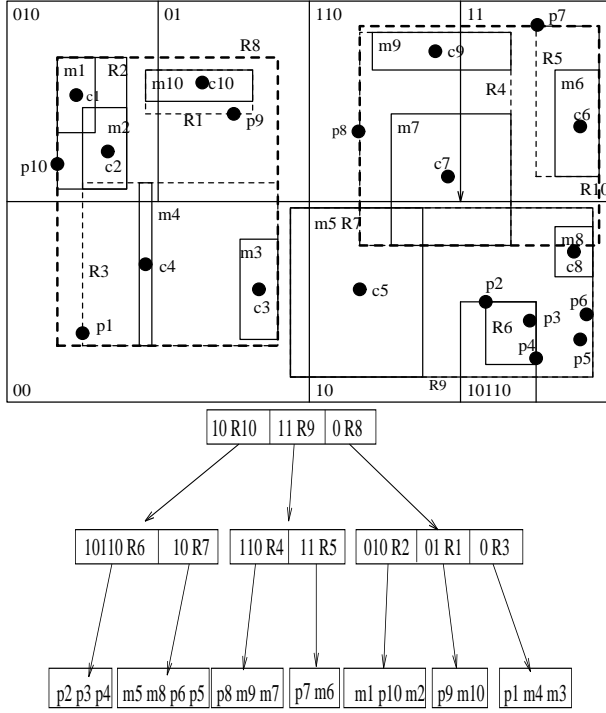 010 01 110 11 p7
R8
m1 R2 m10 c10 m9 c9 R5
c1 R1 p9 R4 m6
m2 m7 c6
p8
p10 c2 c7
R10
m4 m5 R7
m3 m8
R3 c4 c8
c3 c5 p2
p1 R6 p3 p6
p4 p5
00 10 R9 10110
10 R10 11 R9 0 R8
10110 R6 10 R7 110 R4 11 R5 010 R2 01 R1 0 R3
p2 p3 p4 m5 m8 p6 p5 p8 m9 m7 p7 m6 m1 p10 m2 p9 m10 p1 m4 m3